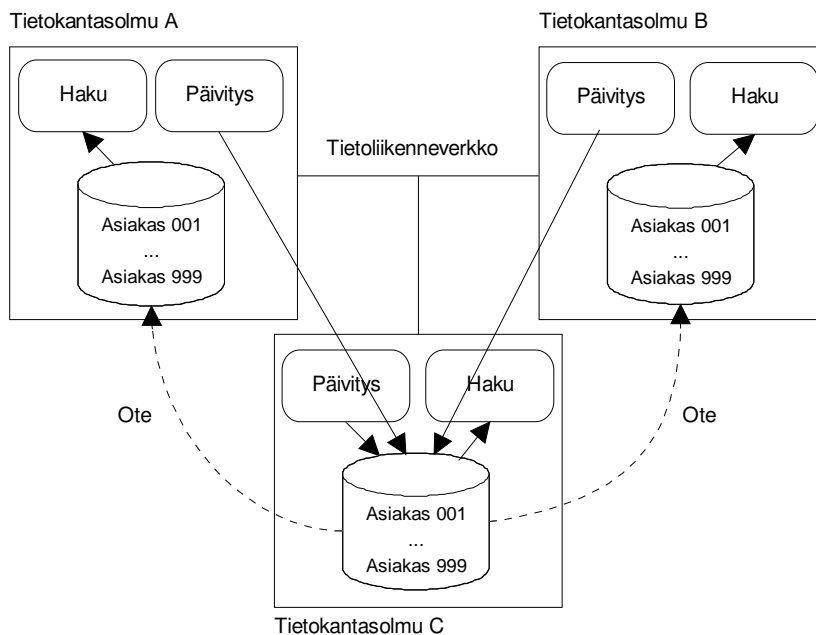 Tietokantasolmu A
Tietokantasolmu B
Haku
Päivitys
Päivitys
Haku
Tietoliikenneverkko
Asiakas 001
...
Asiakas 999
Asiakas 001
...
Asiakas 999
Päivitys
Haku
Ote
Ote
Asiakas 001
...
Asiakas 999
Tietokantasolmu C